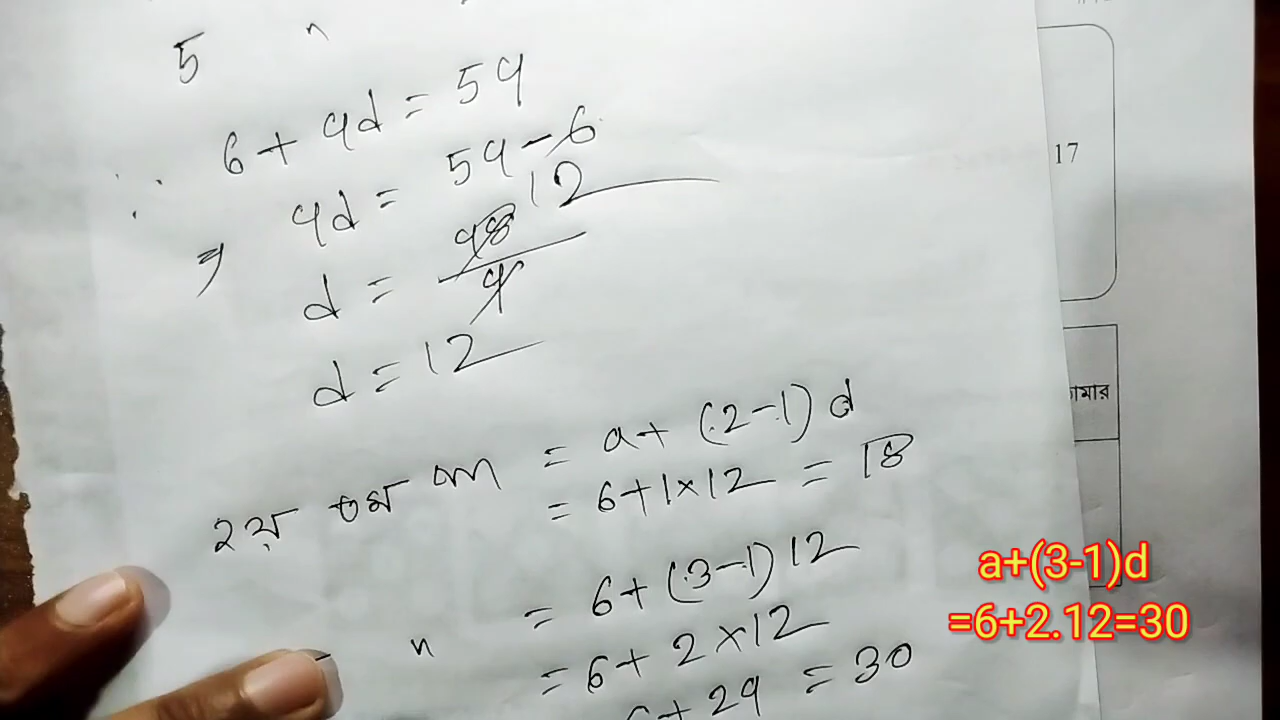 5 "
6 + 4d = 54
4d = 54 - 6
⇒ d = 48/4 12
d = 12
২য় তম পদ = a + (2-1) d
= 6 + 1 × 12 = 18
= 6 + (3-1) 12
" = 6 + 2 × 12
6 + 24 = 30
17
a+(3-1)d
=6+2.12=30